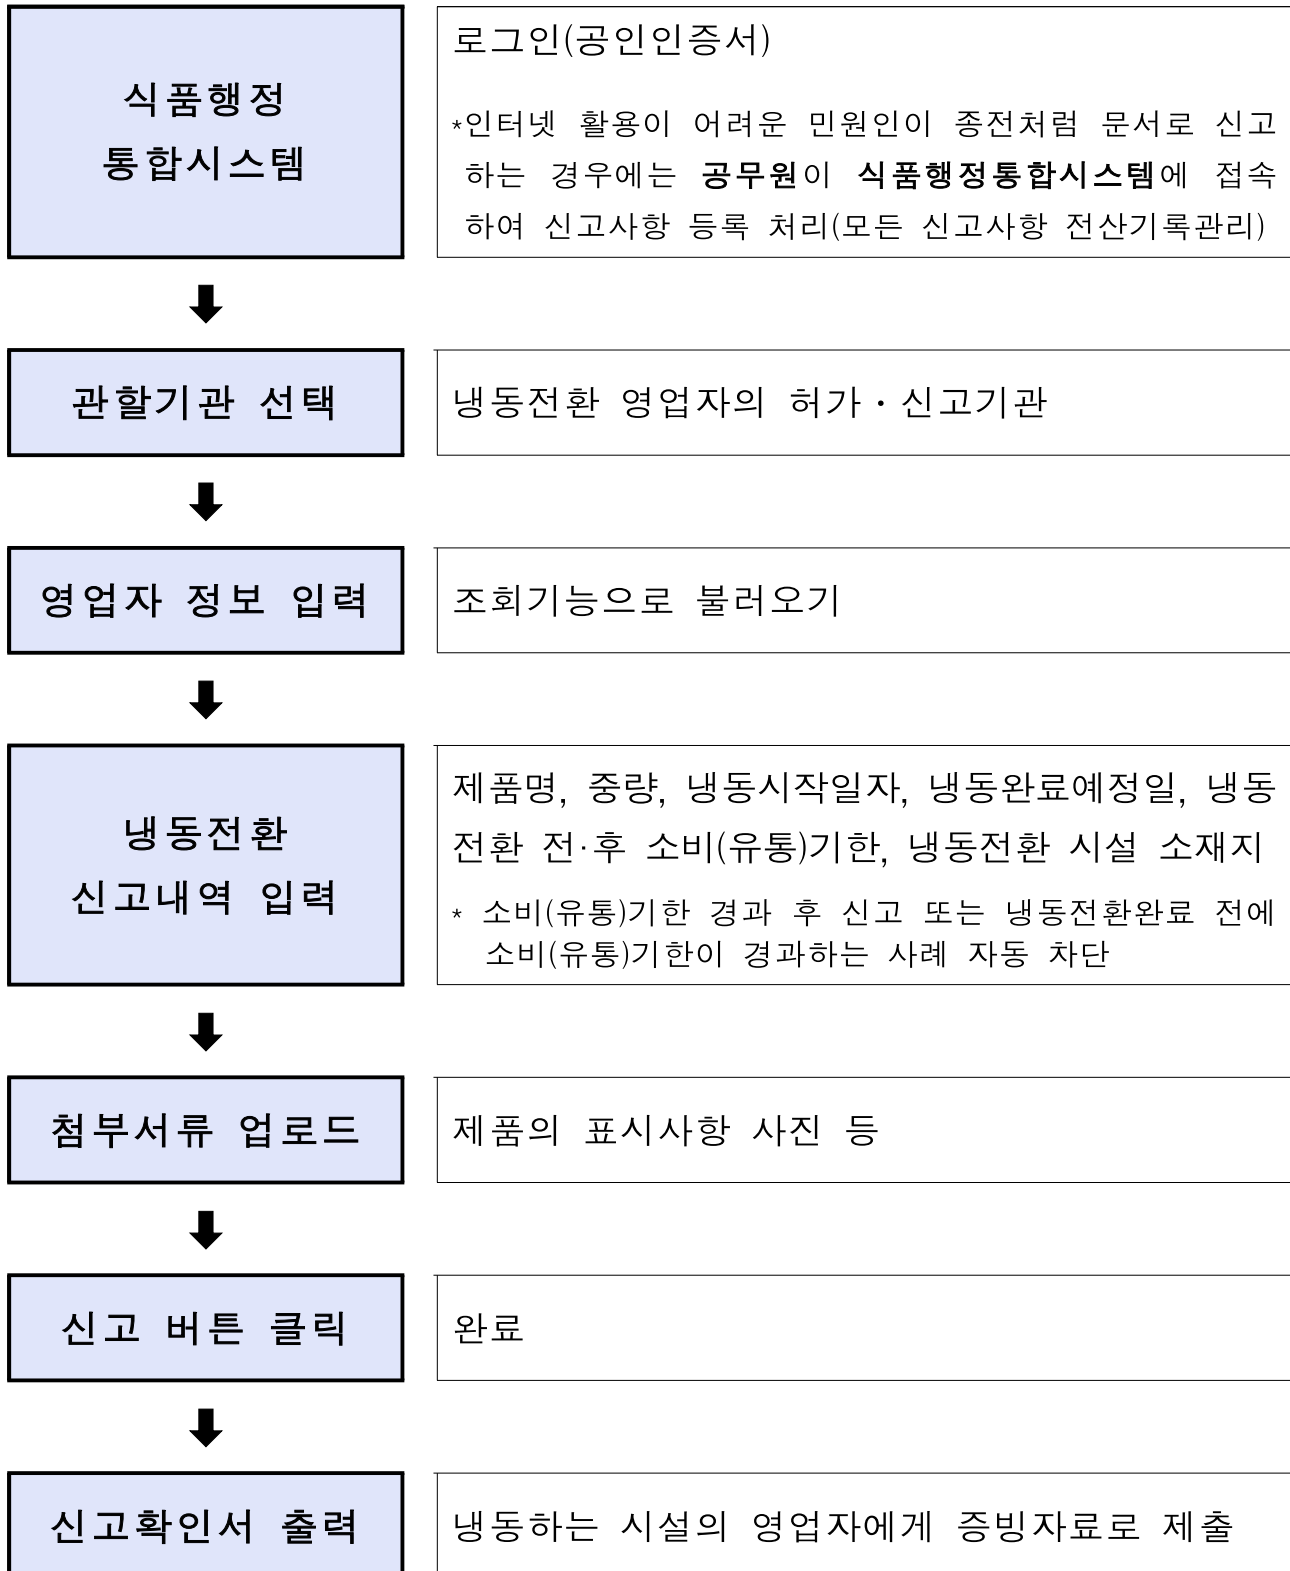 식품행정
통합시스템
로그인(공인인증서)
*인터넷 활용이 어려운 민원인이 종전처럼 문서로 신고
하는 경우에는 공무원이 식품행정통합시스템에 접속
하여 신고사항 등록 처리(모든 신고사항 전산기록관리)
관할기관 선택
냉동전환 영업자의 허가·신고기관
영업자 정보 입력
조회기능으로 불러오기
냉동전환
신고내역 입력
제품명, 중량, 냉동시작일자, 냉동완료예정일, 냉동
전환 전·후 소비(유통)기한, 냉동전환 시설 소재지
* 소비(유통)기한 경과 후 신고 또는 냉동전환완료 전에
소비(유통)기한이 경과하는 사례 자동 차단
첨부서류 업로드
제품의 표시사항 사진 등
신고 버튼 클릭
완료
신고확인서 출력
냉동하는 시설의 영업자에게 증빙자료로 제출